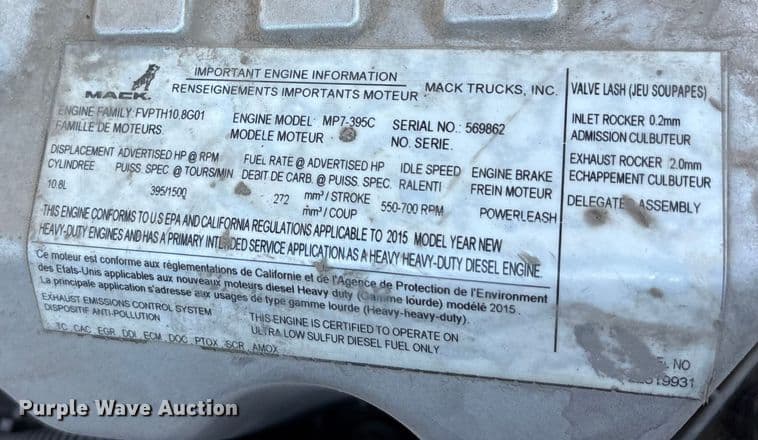 MACK
IMPORTANT ENGINE INFORMATION
RENSEIGNEMENTS IMPORTANTS MOTEUR
MACK TRUCKS, INC.
ENGINE FAMILY: FVPTH10.8G01
FAMILLE DE MOTEURS
ENGINE MODEL: MP7-395C
MODELE MOTEUR
SERIAL NO: 569862
NO. SERIE.
DISPLACEMENT
CYLINDREE
10.8L
ADVERTISED HP @ RPM
PUISS. SPEC @ TOURS/MIN
395/1500
FUEL RATE @ ADVERTISED HP
DEBIT DE CARB. @ PUISS. SPEC.
272 mm³ / STROKE
mm³ / COUP
IDLE SPEED
RALENTI
550-700 RPM
ENGINE BRAKE
FREIN MOTEUR
POWERLEASH
THIS ENGINE CONFORMS TO U.S EPA AND CALIFORNIA REGULATIONS APPLICABLE TO 2015 MODEL YEAR NEW
HEAVY-DUTY ENGINES AND HAS A PRIMARY INTENDED SERVICE APPLICATION AS A HEAVY HEAVY-DUTY DIESEL ENGINE.
Ce moteur est conforme aux réglementations de Californie et de l'Agence de Protection de l'Environment
des Etats-Unis applicables aux nouveaux moteurs diesel Heavy duty (Gamme lourde) modélé 2015.
La principale application s'adresse aux usages de type gamme lourde (Heavy-heavy-duty).
EXHAUST EMISSIONS CONTROL SYSTEM
DISPOSITIF ANTI-POLLUTION
TC, CAC, EGR, DDI, ECM, DOC, PTOX, SCR, AMOX
THIS ENGINE IS CERTIFIED TO OPERATE ON
ULTRA LOW SULFUR DIESEL FUEL ONLY
VALVE LASH (JEU SOUPAPES)
INLET ROCKER 0.2mm
ADMISSION CULBUTEUR
EXHAUST ROCKER 2.0mm
ECHAPPEMENT CULBUTEUR
DELEGATE ASSEMBLY
NO
19931
Purple Wave Auction